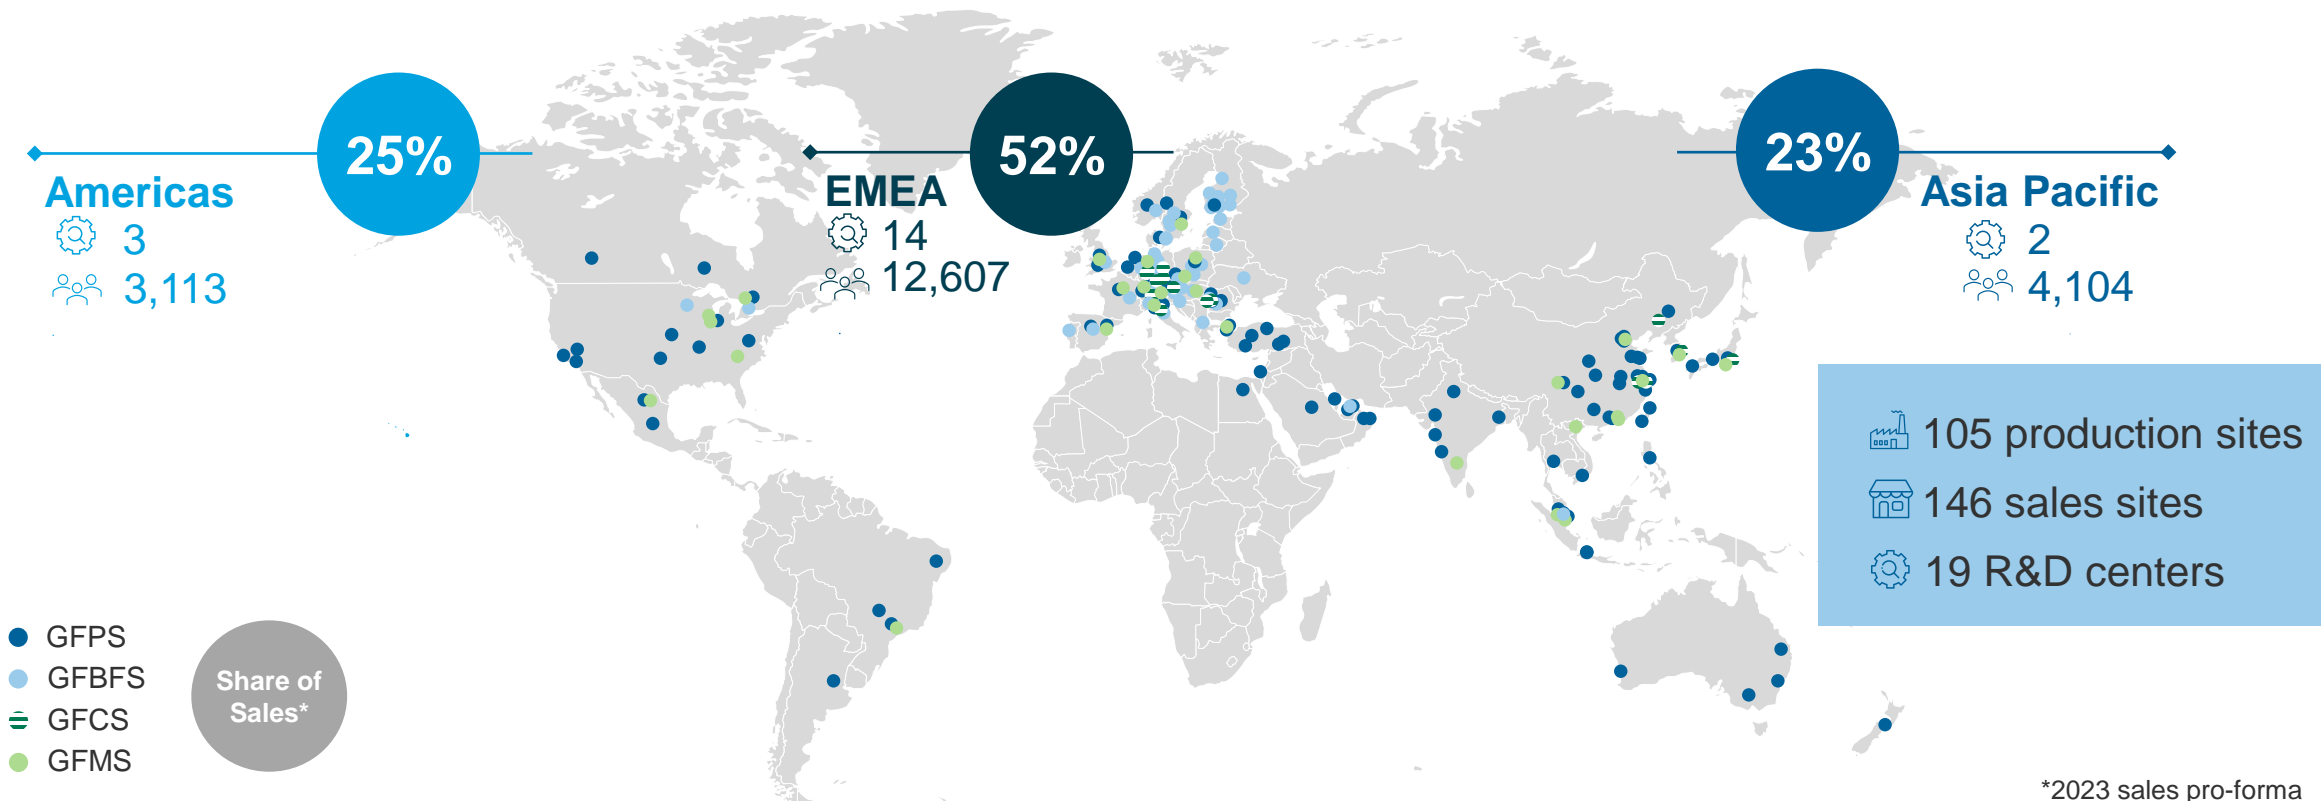 25%
Americas
3
3,113
52%
EMEA
14
12,607
23%
Asia Pacific
2
4,104
105 production sites
146 sales sites
19 R&D centers
GFPS
GFBFS
GFCS
GFMS
Share of
Sales*
*2023 sales pro-forma